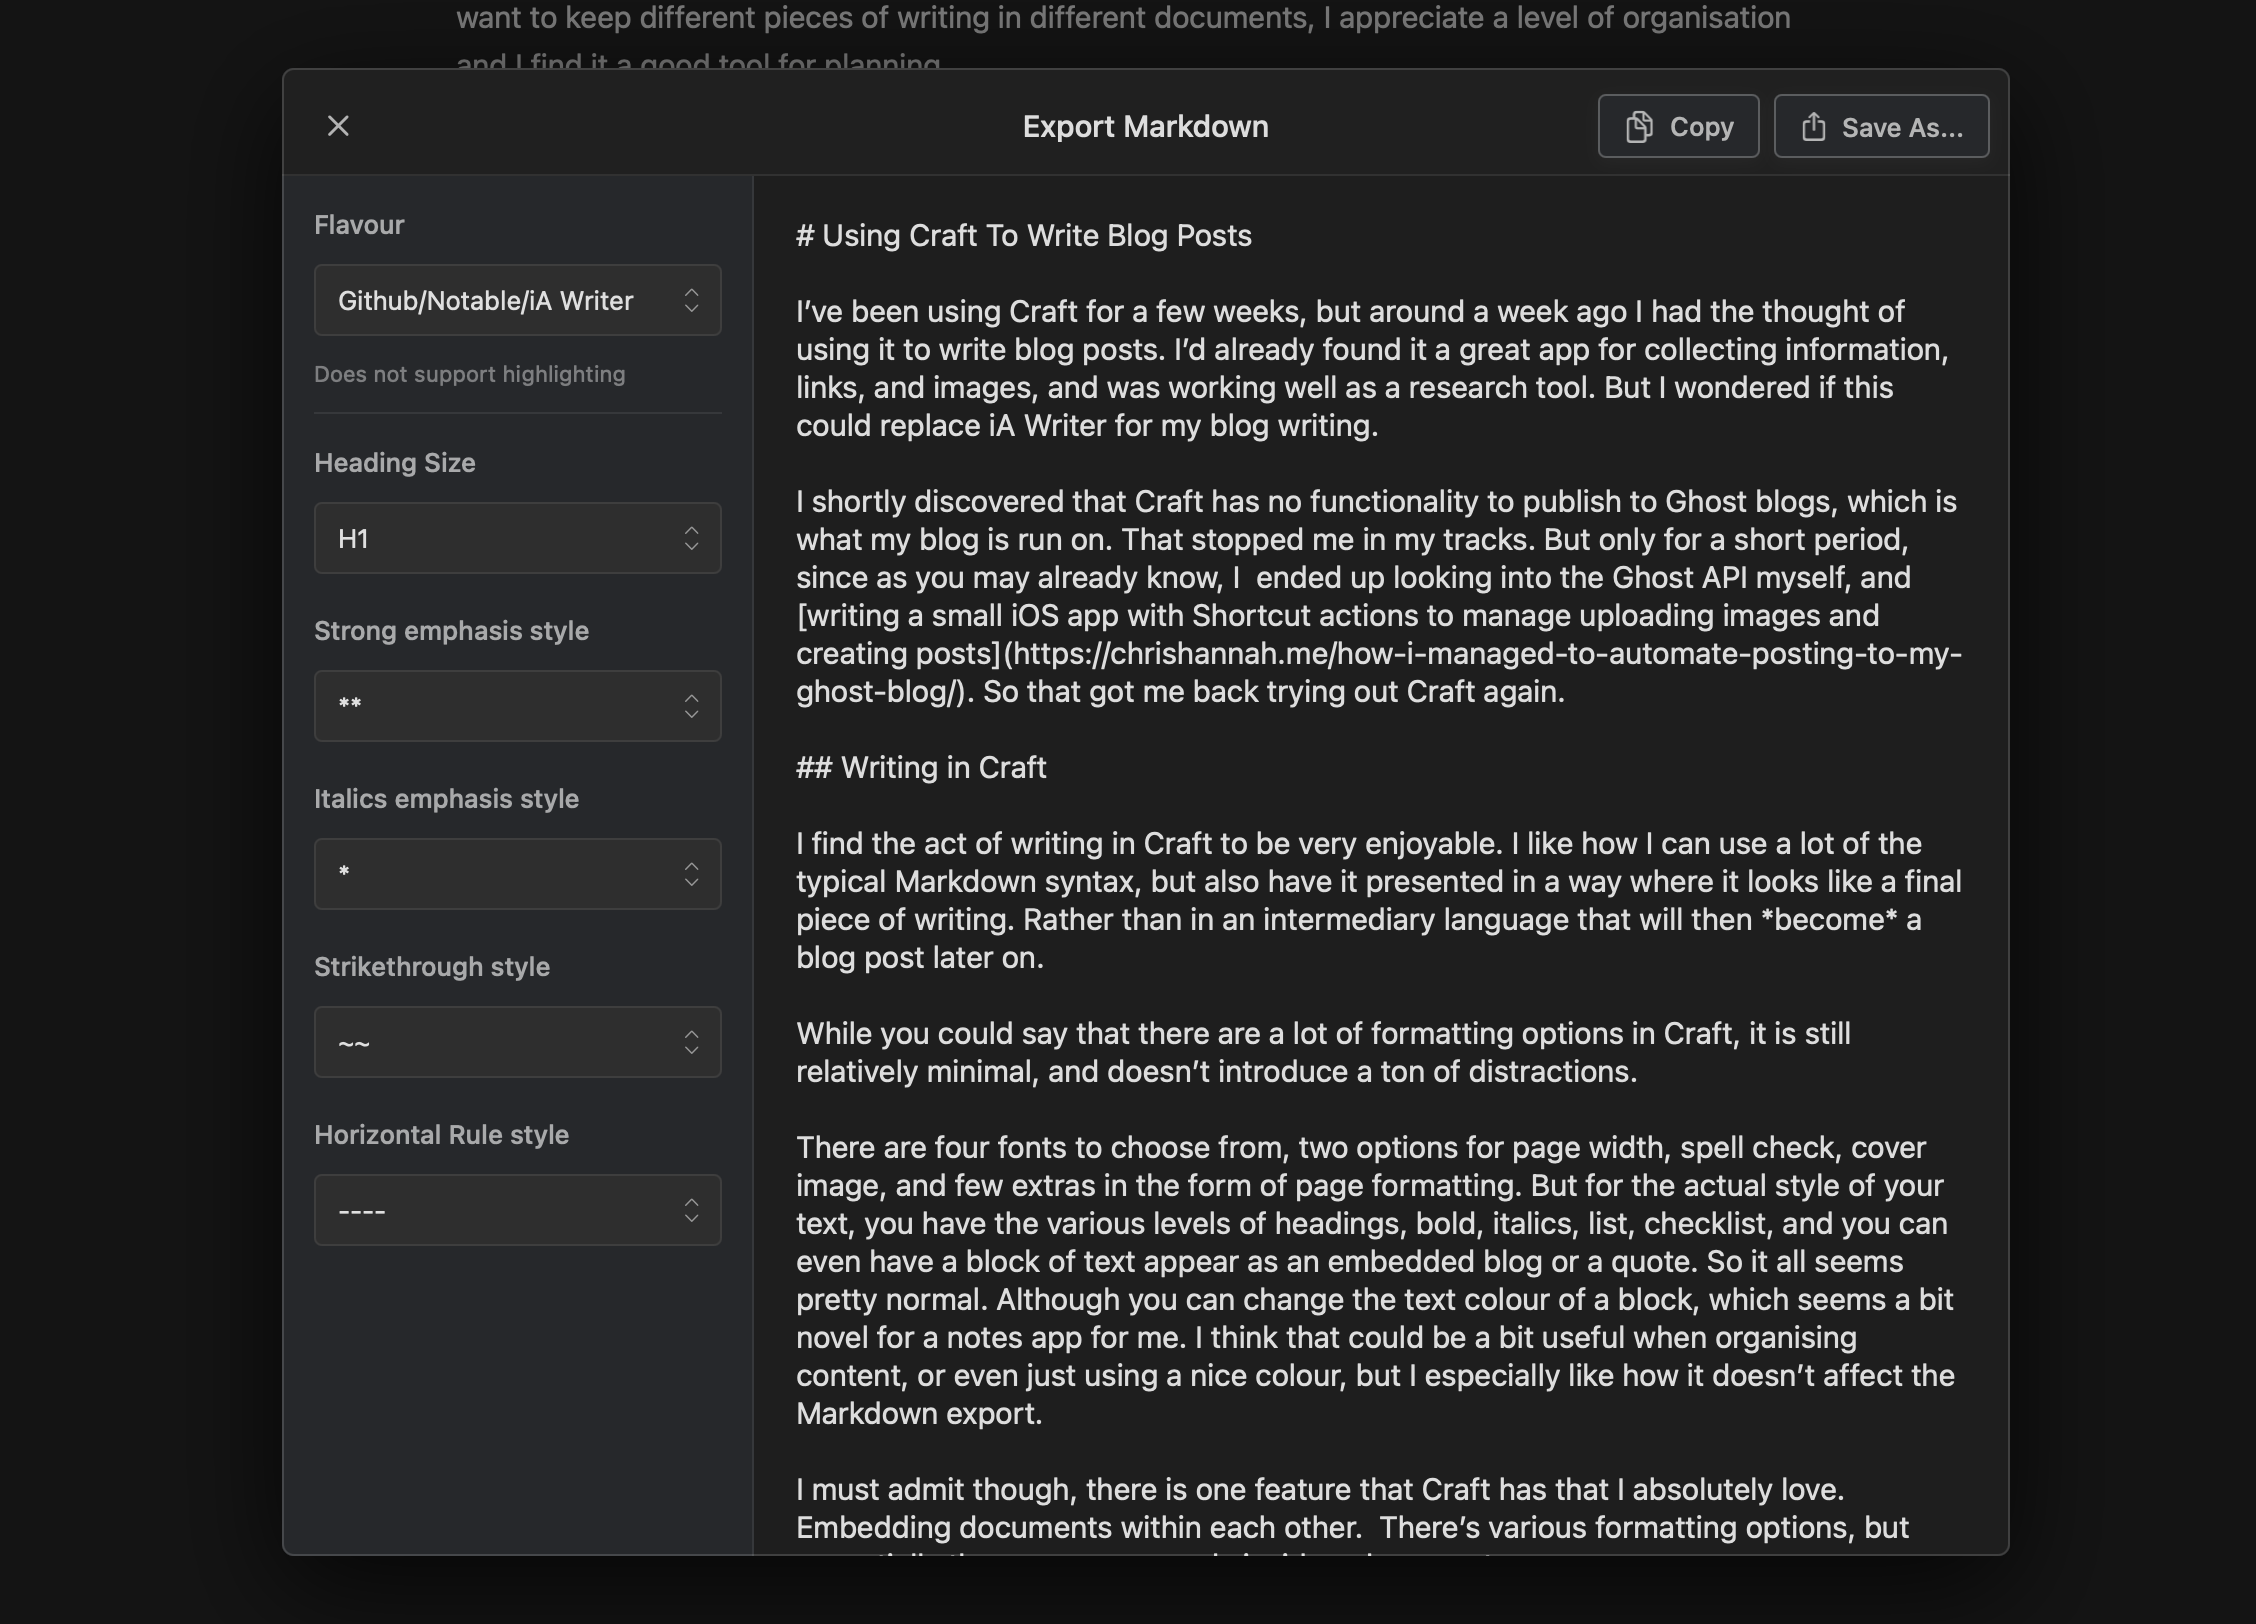 want to keep different pieces of writing in different documents, I appreciate a level of organisation
and I find it a good tool for planning
Export Markdown
Copy
Save As...
Flavour
Github/Notable/iA Writer
Does not support highlighting
Heading Size
H1
Strong emphasis style
**
Italics emphasis style
*
Strikethrough style
~~
Horizontal Rule style
----
# Using Craft To Write Blog Posts
I’ve been using Craft for a few weeks, but around a week ago I had the thought of
using it to write blog posts. I’d already found it a great app for collecting information,
links, and images, and was working well as a research tool. But I wondered if this
could replace iA Writer for my blog writing.
I shortly discovered that Craft has no functionality to publish to Ghost blogs, which is
what my blog is run on. That stopped me in my tracks. But only for a short period,
since as you may already know, I  ended up looking into the Ghost API myself, and
[writing a small iOS app with Shortcut actions to manage uploading images and
creating posts](https://chrishannah.me/how-i-managed-to-automate-posting-to-my-
ghost-blog/). So that got me back trying out Craft again.
## Writing in Craft
I find the act of writing in Craft to be very enjoyable. I like how I can use a lot of the
typical Markdown syntax, but also have it presented in a way where it looks like a final
piece of writing. Rather than in an intermediary language that will then *become* a
blog post later on.
While you could say that there are a lot of formatting options in Craft, it is still
relatively minimal, and doesn’t introduce a ton of distractions.
There are four fonts to choose from, two options for page width, spell check, cover
image, and few extras in the form of page formatting. But for the actual style of your
text, you have the various levels of headings, bold, italics, list, checklist, and you can
even have a block of text appear as an embedded blog or a quote. So it all seems
pretty normal. Although you can change the text colour of a block, which seems a bit
novel for a notes app for me. I think that could be a bit useful when organising
content, or even just using a nice colour, but I especially like how it doesn’t affect the
Markdown export.
I must admit though, there is one feature that Craft has that I absolutely love.
Embedding documents within each other.  There’s various formatting options, but